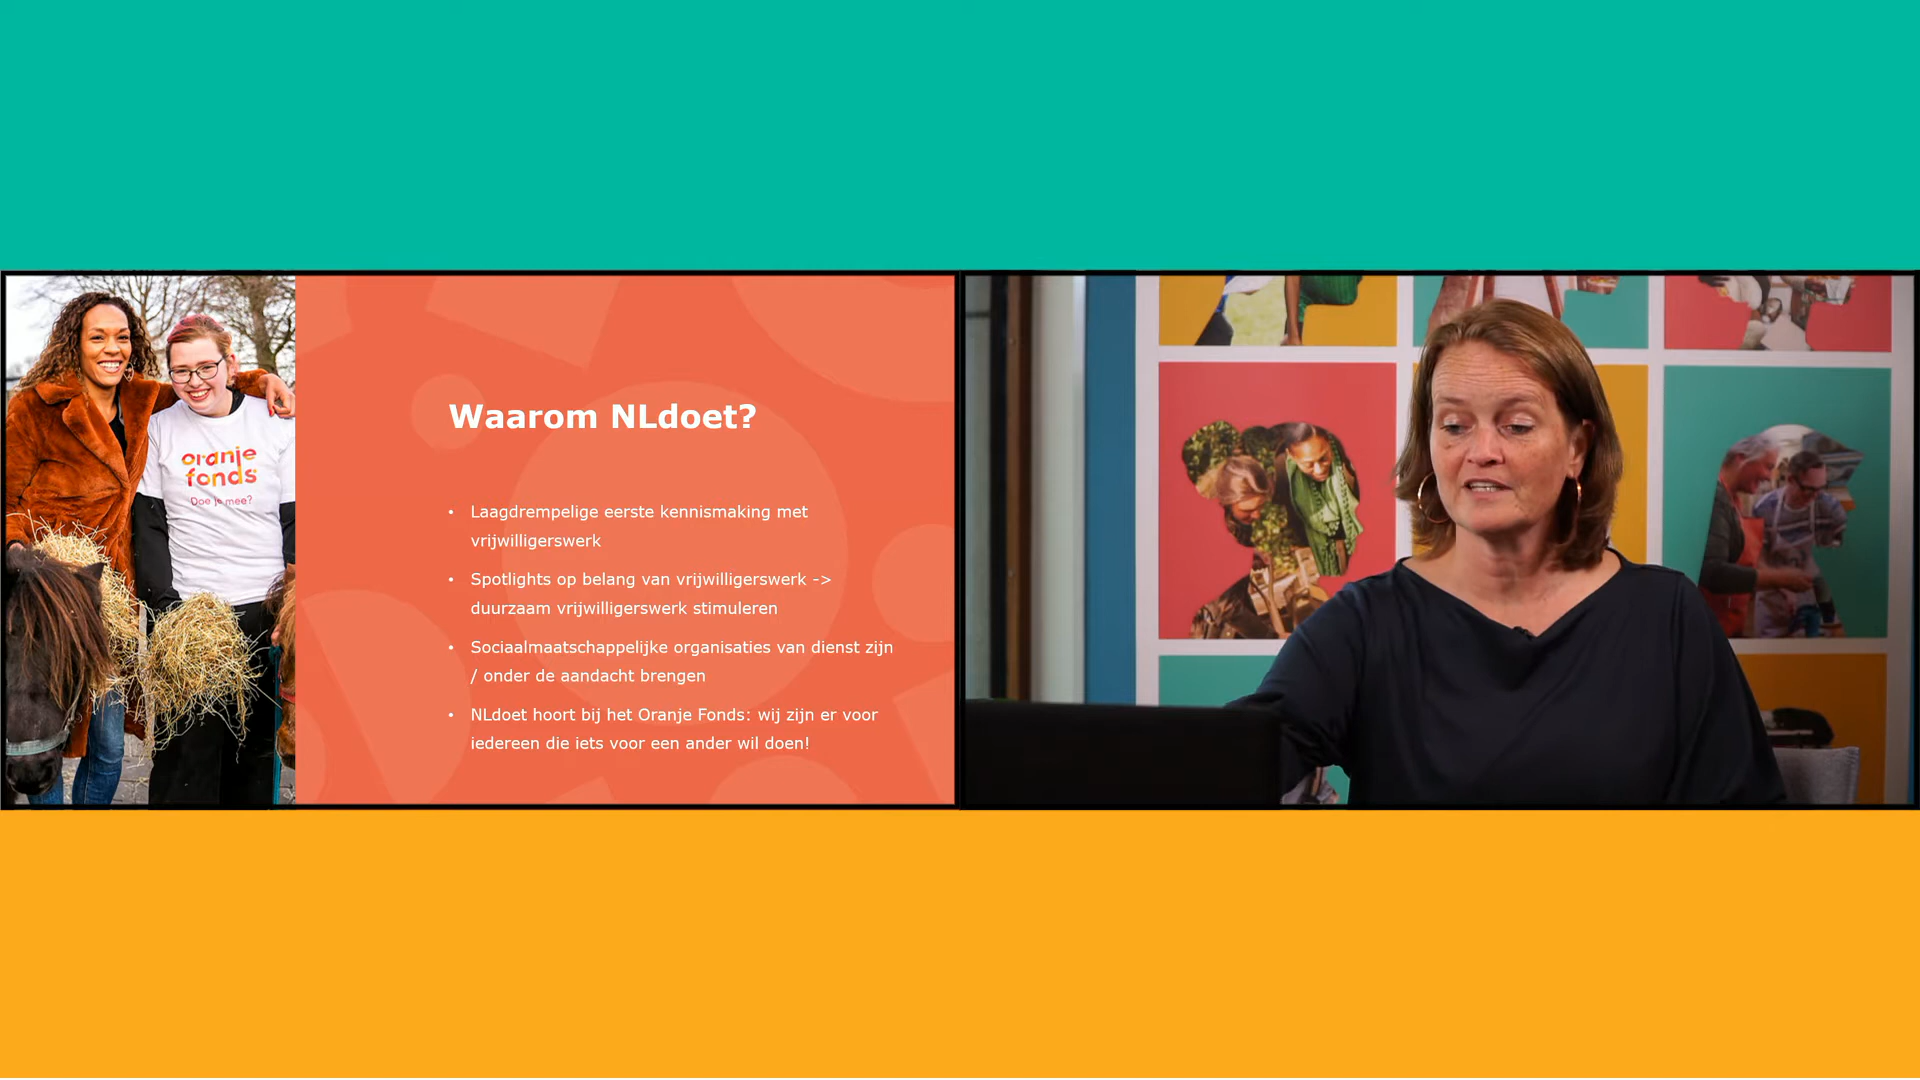 oranje
fonds
Doe je mee?
Waarom NLdoet?
• Laagdrempelige eerste kennismaking met
vrijwilligerswerk
• Spotlights op belang van vrijwilligerswerk ->
duurzaam vrijwilligerswerk stimuleren
• Sociaalmaatschappelijke organisaties van dienst zijn
/ onder de aandacht brengen
• NLdoet hoort bij het Oranje Fonds: wij zijn er voor
iedereen die iets voor een ander wil doen!